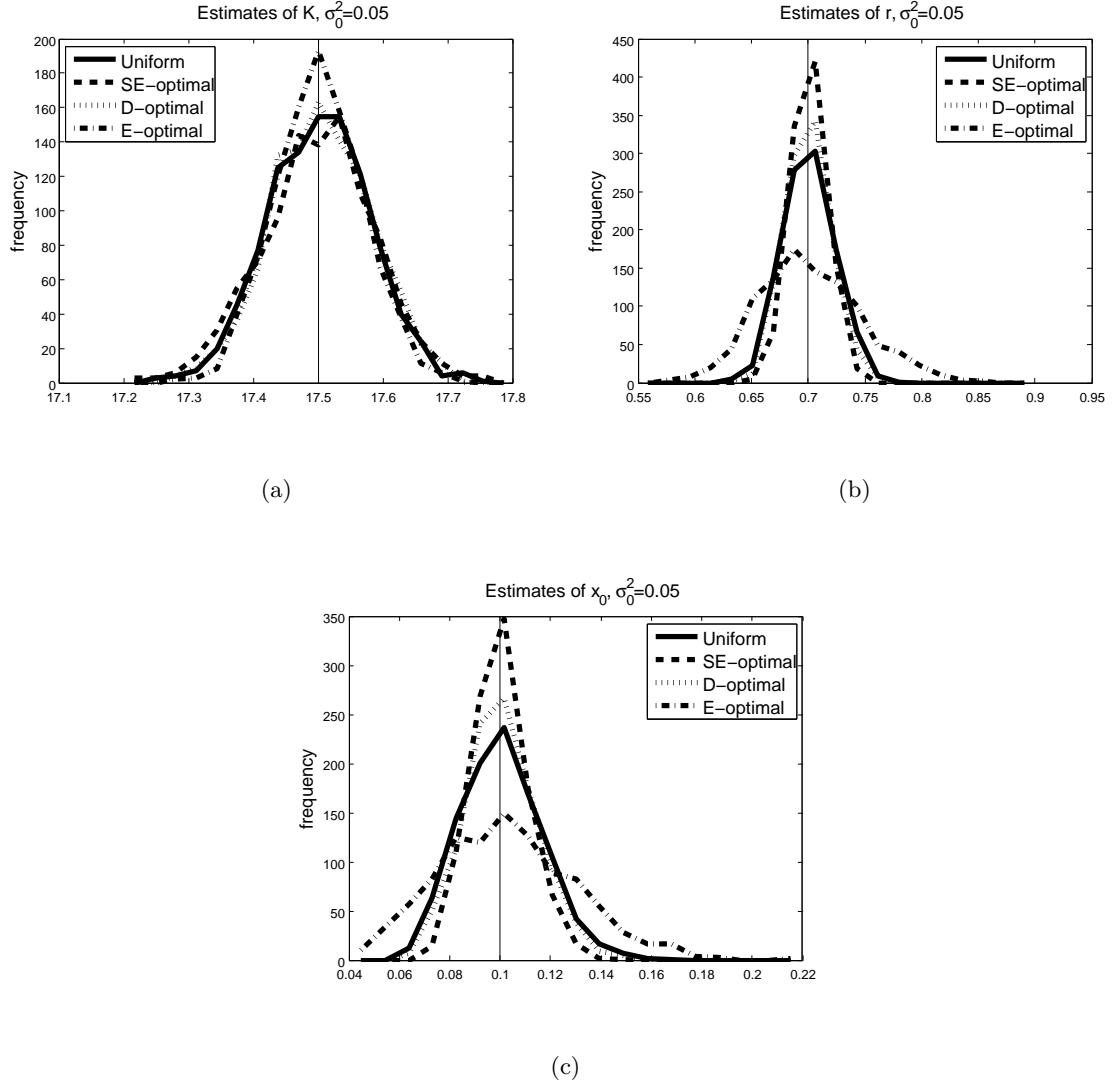 Estimates of K, σ₀²=0.05
200
180
160
140
120
100
80
60
40
20
0
frequency
Uniform
SE−optimal
D−optimal
E−optimal
17.1 17.2 17.3 17.4 17.5 17.6 17.7 17.8
(a)
Estimates of r, σ₀²=0.05
450
400
350
300
250
200
150
100
50
0
frequency
Uniform
SE−optimal
D−optimal
E−optimal
0.55 0.6 0.65 0.7 0.75 0.8 0.85 0.9 0.95
(b)
Estimates of x₀, σ₀²=0.05
350
300
250
200
150
100
50
0
frequency
Uniform
SE−optimal
D−optimal
E−optimal
0.04 0.06 0.08 0.1 0.12 0.14 0.16 0.18 0.2 0.22
(c)